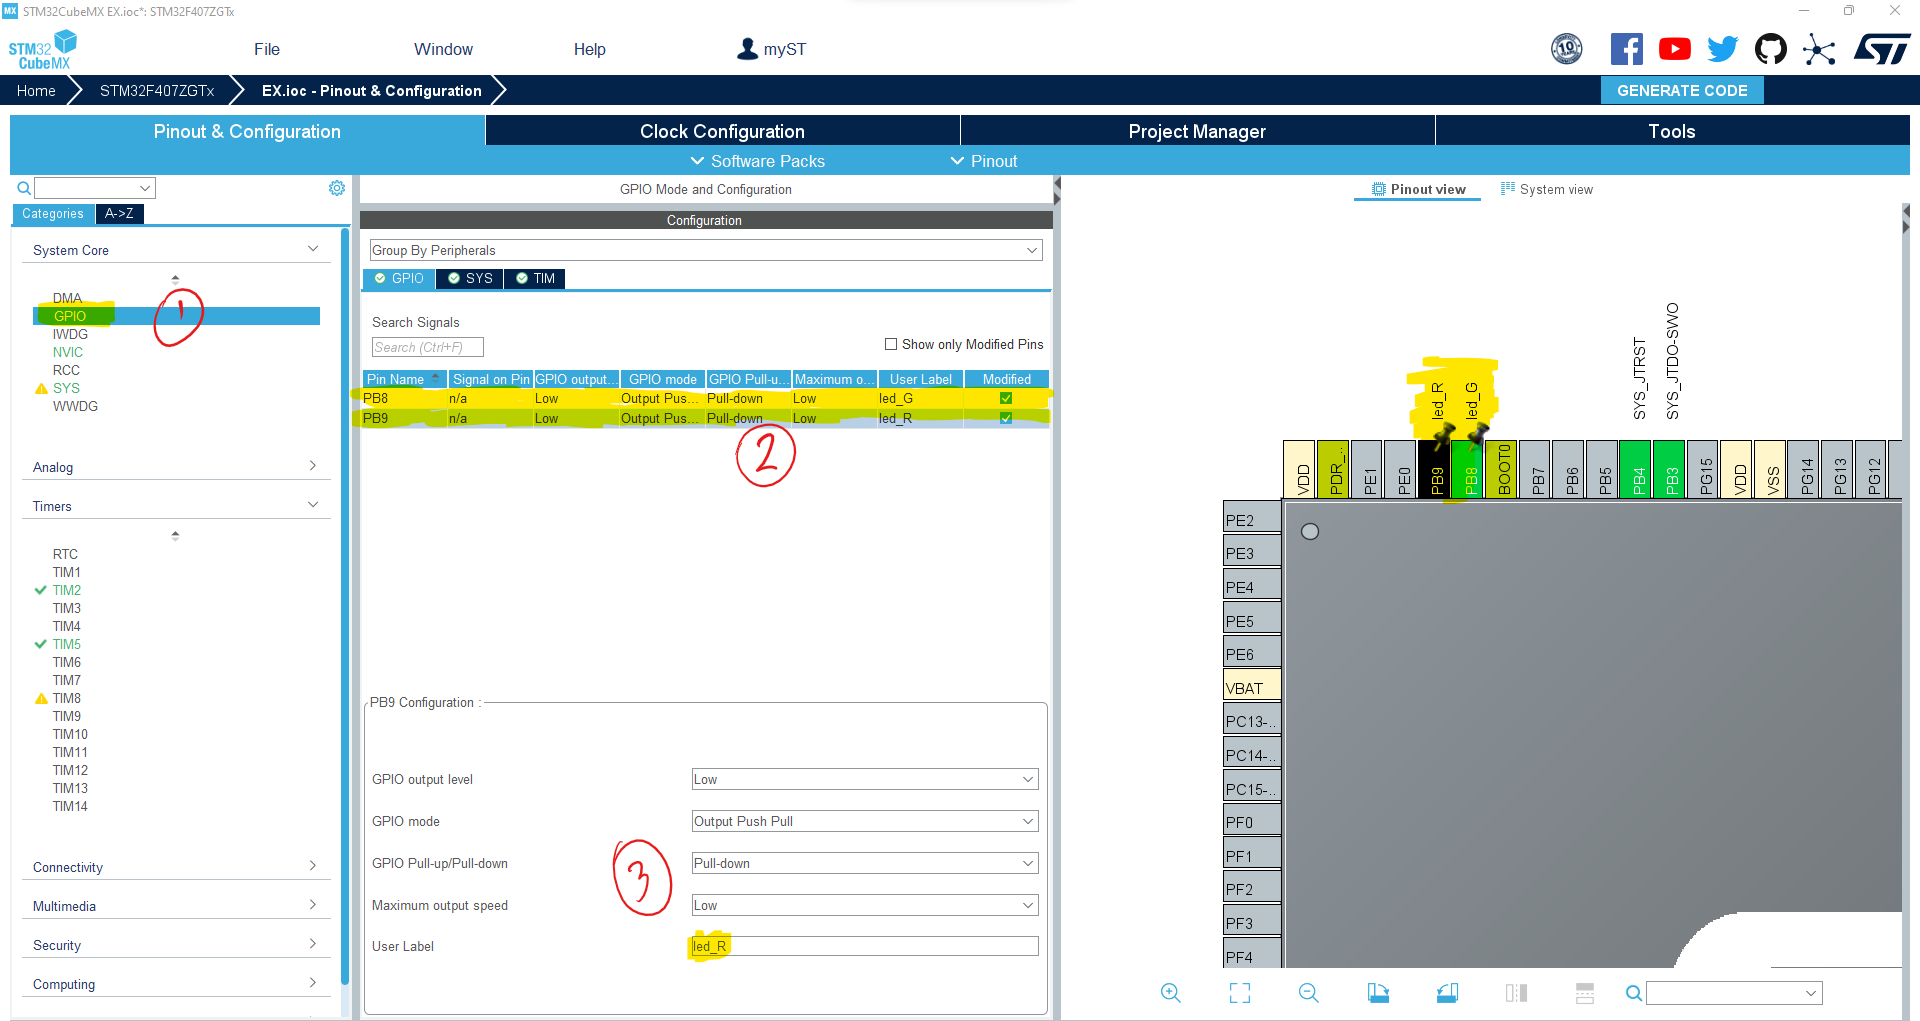 MX STM32CubeMX EX.ioc*: STM32F407ZGTx
STM32
CubeMX
File
Window
Help
myST
10
ST
Home
STM32F407ZGTx
EX.ioc - Pinout & Configuration
GENERATE CODE
Pinout & Configuration
Clock Configuration
Project Manager
Tools
Software Packs
Pinout
Categories
A->Z
System Core
1
DMA
GPIO
IWDG
NVIC
RCC
SYS
WWDG
Analog
Timers
RTC
TIM1
TIM2
TIM3
TIM4
TIM5
TIM6
TIM7
TIM8
TIM9
TIM10
TIM11
TIM12
TIM13
TIM14
Connectivity
Multimedia
Security
Computing
GPIO Mode and Configuration
Configuration
Group By Peripherals
GPIO
SYS
TIM
Search Signals
Search (Ctrl+F)
Show only Modified Pins
Pin Name Signal on Pin GPIO output... GPIO mode GPIO Pull-u... Maximum o... User Label Modified
PB8 n/a Low Output Pus... Pull-down Low led_G
PB9 n/a Low Output Pus... Pull-down Low led_R
2
PB9 Configuration :
GPIO output level Low
GPIO mode Output Push Pull
GPIO Pull-up/Pull-down Pull-down
3
Maximum output speed Low
User Label led_R
Pinout view
System view
led_R
led_G
SYS_JTRST
SYS_JTDO-SWO
VDD
PDR_..
PE1
PE0
PB9
PB8
BOOT0
PB7
PB6
PB5
PB4
PB3
PG15
VDD
VSS
PG14
PG13
PG12
PE2
PE3
PE4
PE5
PE6
VBAT
PC13-..
PC14-..
PC15-..
PF0
PF1
PF2
PF3
PF4